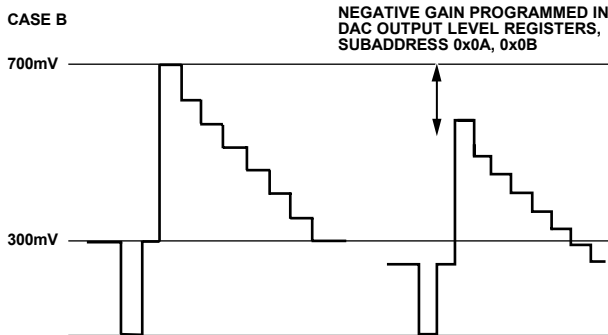 CASE B
NEGATIVE GAIN PROGRAMMED IN
DAC OUTPUT LEVEL REGISTERS,
SUBADDRESS 0x0A, 0x0B
700mV
300mV